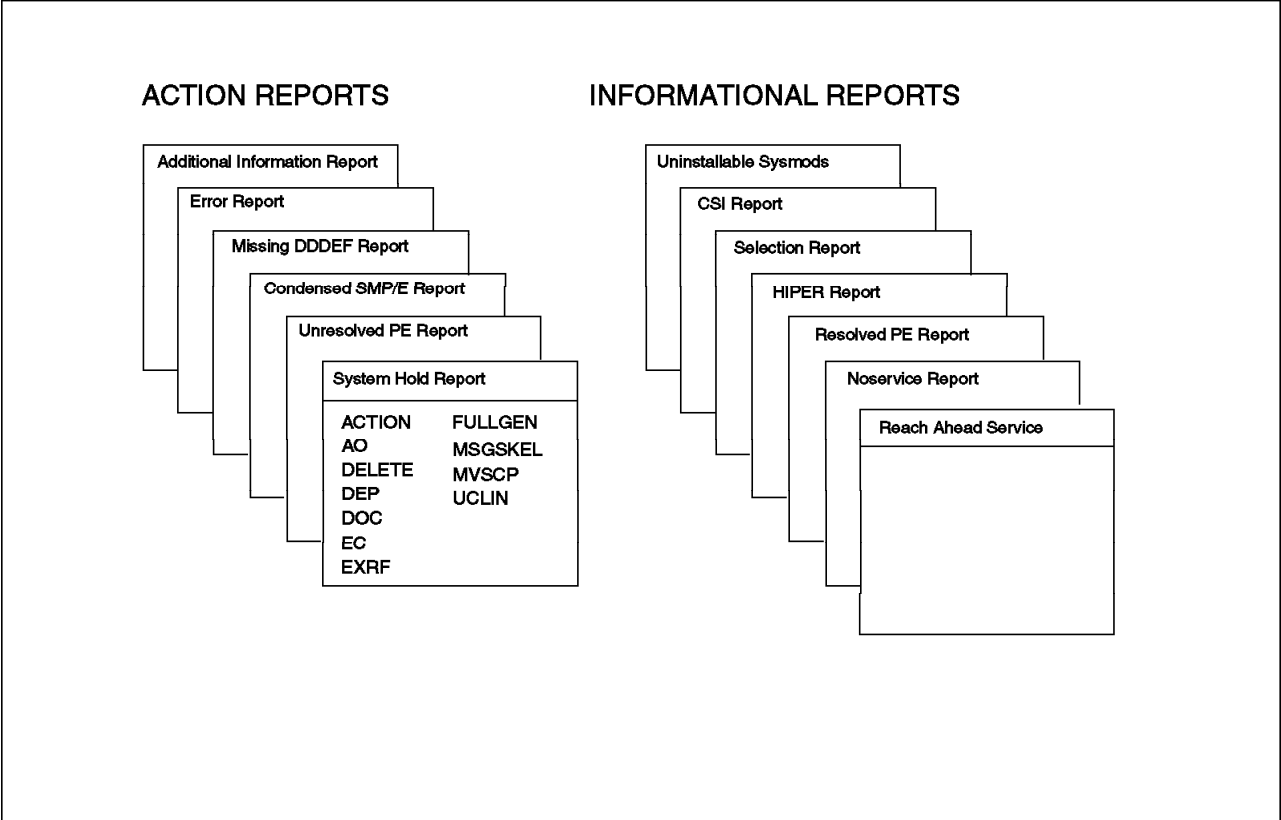 ACTION REPORTS
Additional Information Report
Error Report
Missing DDDEF Report
Condensed SMP/E Report
Unresolved PE Report
System Hold Report
ACTION
AO
DELETE
DEP
DOC
EC
EXRF
FULLGEN
MSGSKEL
MVSCP
UCLIN
INFORMATIONAL REPORTS
Uninstallable Sysmods
CSI Report
Selection Report
HIPER Report
Resolved PE Report
Noservice Report
Reach Ahead Service